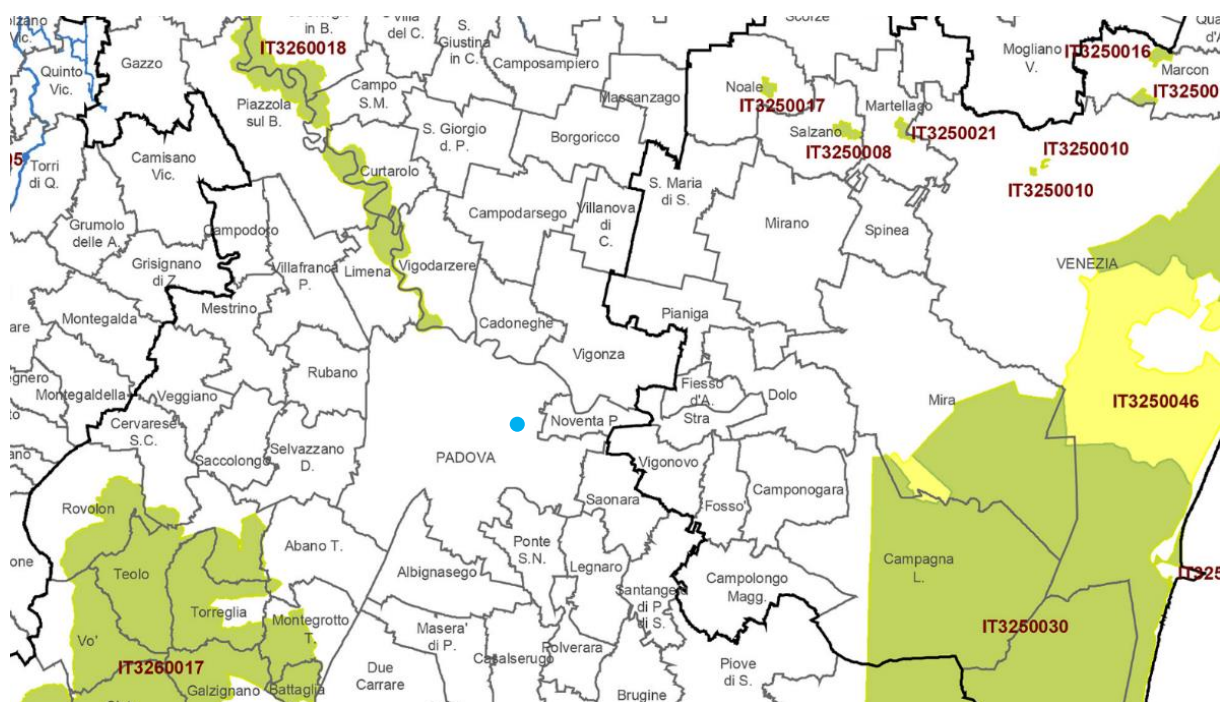 in B.
Villa
del C.
S.
Giustina
in C.
Scorzè
Vic.
IT3260018
Camposampiero
Mogliano
V.
IT3250016
Gazzo
Quinto
Vic.
Campo
S.M.
Massanzago
Noale
Marcon
IT32500
Piazzola
sul B.
IT3250017
Martellago
S. Giorgio
d. P.
Borgoricco
Salzano
IT3250021
IT3250008
IT3250010
Torri
di Q.
Camisano
Vic.
Curtarolo
S. Maria
di S.
IT3250010
Grumolo
delle A.
Campodoro
Campodarsego
Villanova
di
C.
Mirano
Spinea
Grisignano
di Z.
Villafranca
P.
Limena
Vigodarzere
VENEZIA
Mestrino
Montegalda
Cadoneghe
Pianiga
Vigonza
Rubano
Montegaldella
Veggiano
Fiesso
d'A.
Dolo
Mira
IT3250046
Cervarese
S.C.
Noventa P.
Stra
Saccolongo
Selvazzano
D.
PADOVA
Vigonovo
Camponogara
Saonara
Fosso'
Rovolon
Abano T.
Ponte
S.N.
Legnaro
Campagna
L.
Teolo
Albignasego
Campolongo
Magg.
IT325
Santangelo
di P.
di S.
Torreglia
Montegrotto
T.
Masera'
di P.
IT3250030
Vo'
Polverara
Casalserugo
IT3260017
Due
Carrare
Piove
di S.
Galzignano
Battaglia
Brugine